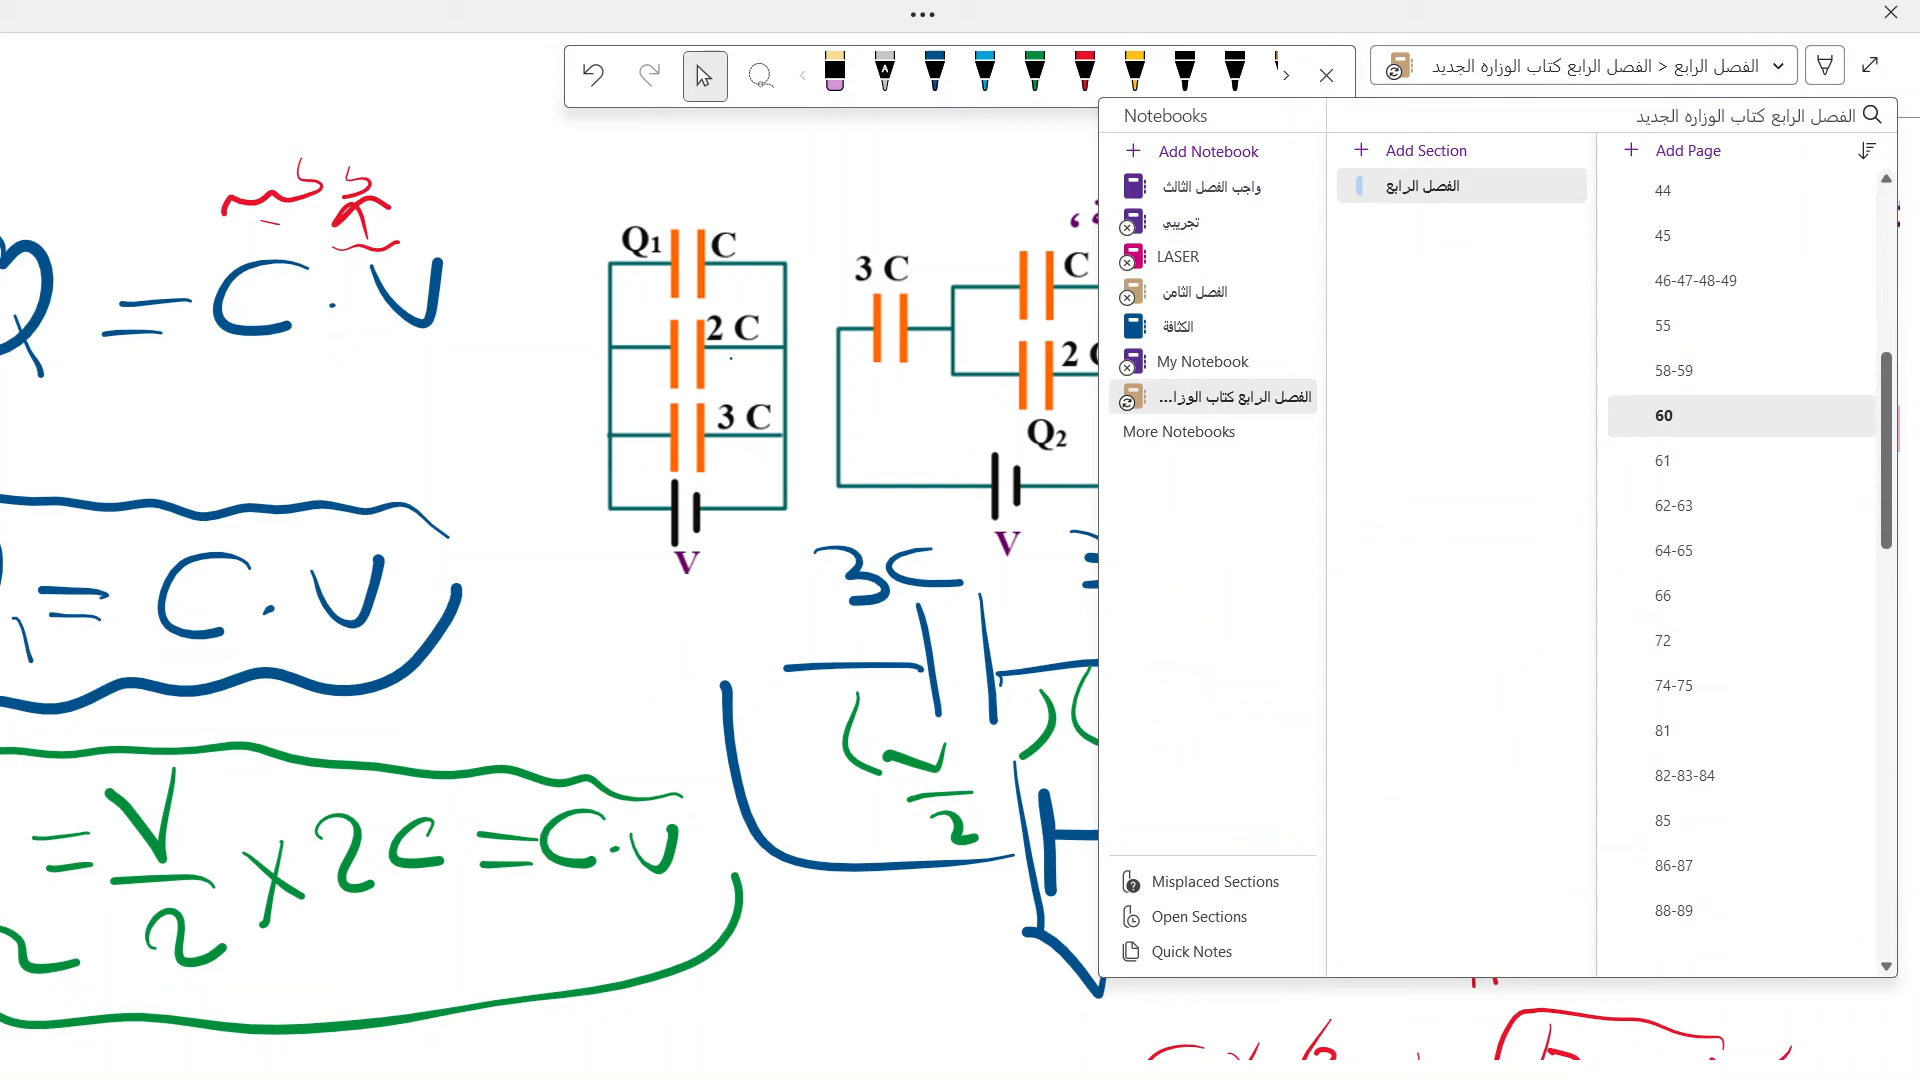 ...
الفصل الرابع > الفصل الرابع كتاب الوزاره الجديد
Notebooks
Add Notebook
واجب الفصل الثالث
تجريبي
LASER
الفصل الثامن
الكثافة
My Notebook
الفصل الرابع كتاب الوزا...
More Notebooks
Misplaced Sections
Open Sections
Quick Notes
Add Section
الفصل الرابع
الفصل الرابع كتاب الوزاره الجديد
Add Page
44
45
46-47-48-49
55
58-59
60
61
62-63
64-65
66
72
74-75
81
82-83-84
85
86-87
88-89
Q = C . V
= C . V
= V/2 × 2C = C . V
Q1 C
2 C
3 C
V
3 C
C
2 C
Q2
V
3C
V/2